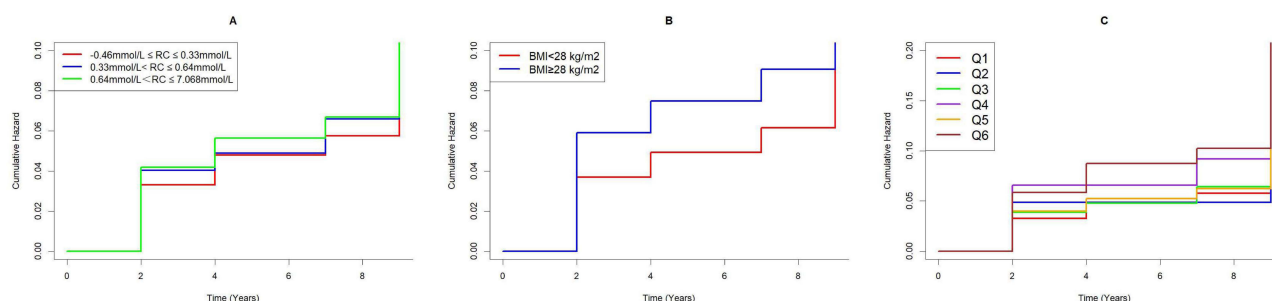 A
-0.46mmol/L ≤ RC ≤ 0.33mmol/L
0.33mmol/L< RC ≤ 0.64mmol/L
0.64mmol/L＜RC ≤ 7.068mmol/L
Cumulative Hazard
0.10
0.08
0.06
0.04
0.02
0.00
0 2 4 6 8
Time (Years)
B
BMI<28 kg/m2
BMI≥28 kg/m2
Cumulative Hazard
0.10
0.08
0.06
0.04
0.02
0.00
0 2 4 6 8
Time (Years)
C
Q1
Q2
Q3
Q4
Q5
Q6
Cumulative Hazard
0.20
0.15
0.10
0.05
0.00
0 2 4 6 8
Time (Years)